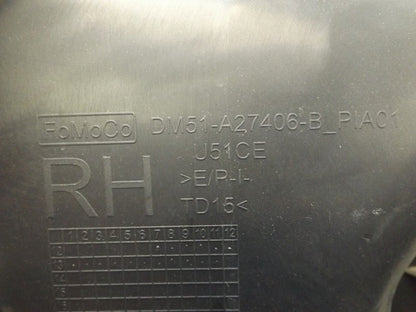 FoMoCo DM51-A27406-B_PIA01
U51CE
RH
>E/P-I-
TD15<
1 2 3 4 5 6 7 8 9 10 11 12
12
13
14
15